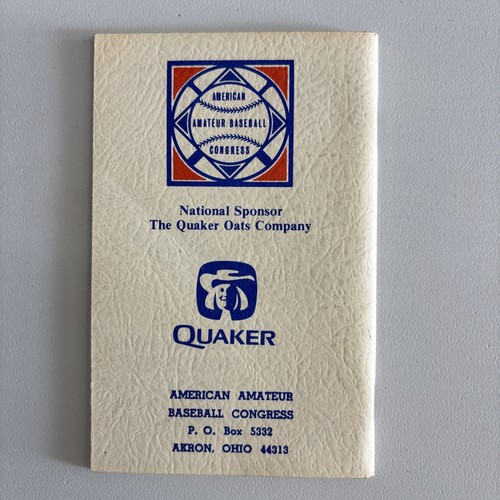 AMERICAN
AMATEUR BASEBALL
CONGRESS
National Sponsor
The Quaker Oats Company
QUAKER
AMERICAN AMATEUR
BASEBALL CONGRESS
P. O. Box 5332
AKRON, OHIO 44313